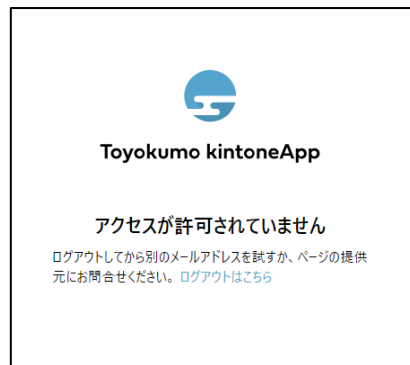 Toyokumo kintoneApp
アクセスが許可されていません
ログアウトしてから別のメールアドレスを試すか、ページの提供
元にお問合せください。 ログアウトはこちら